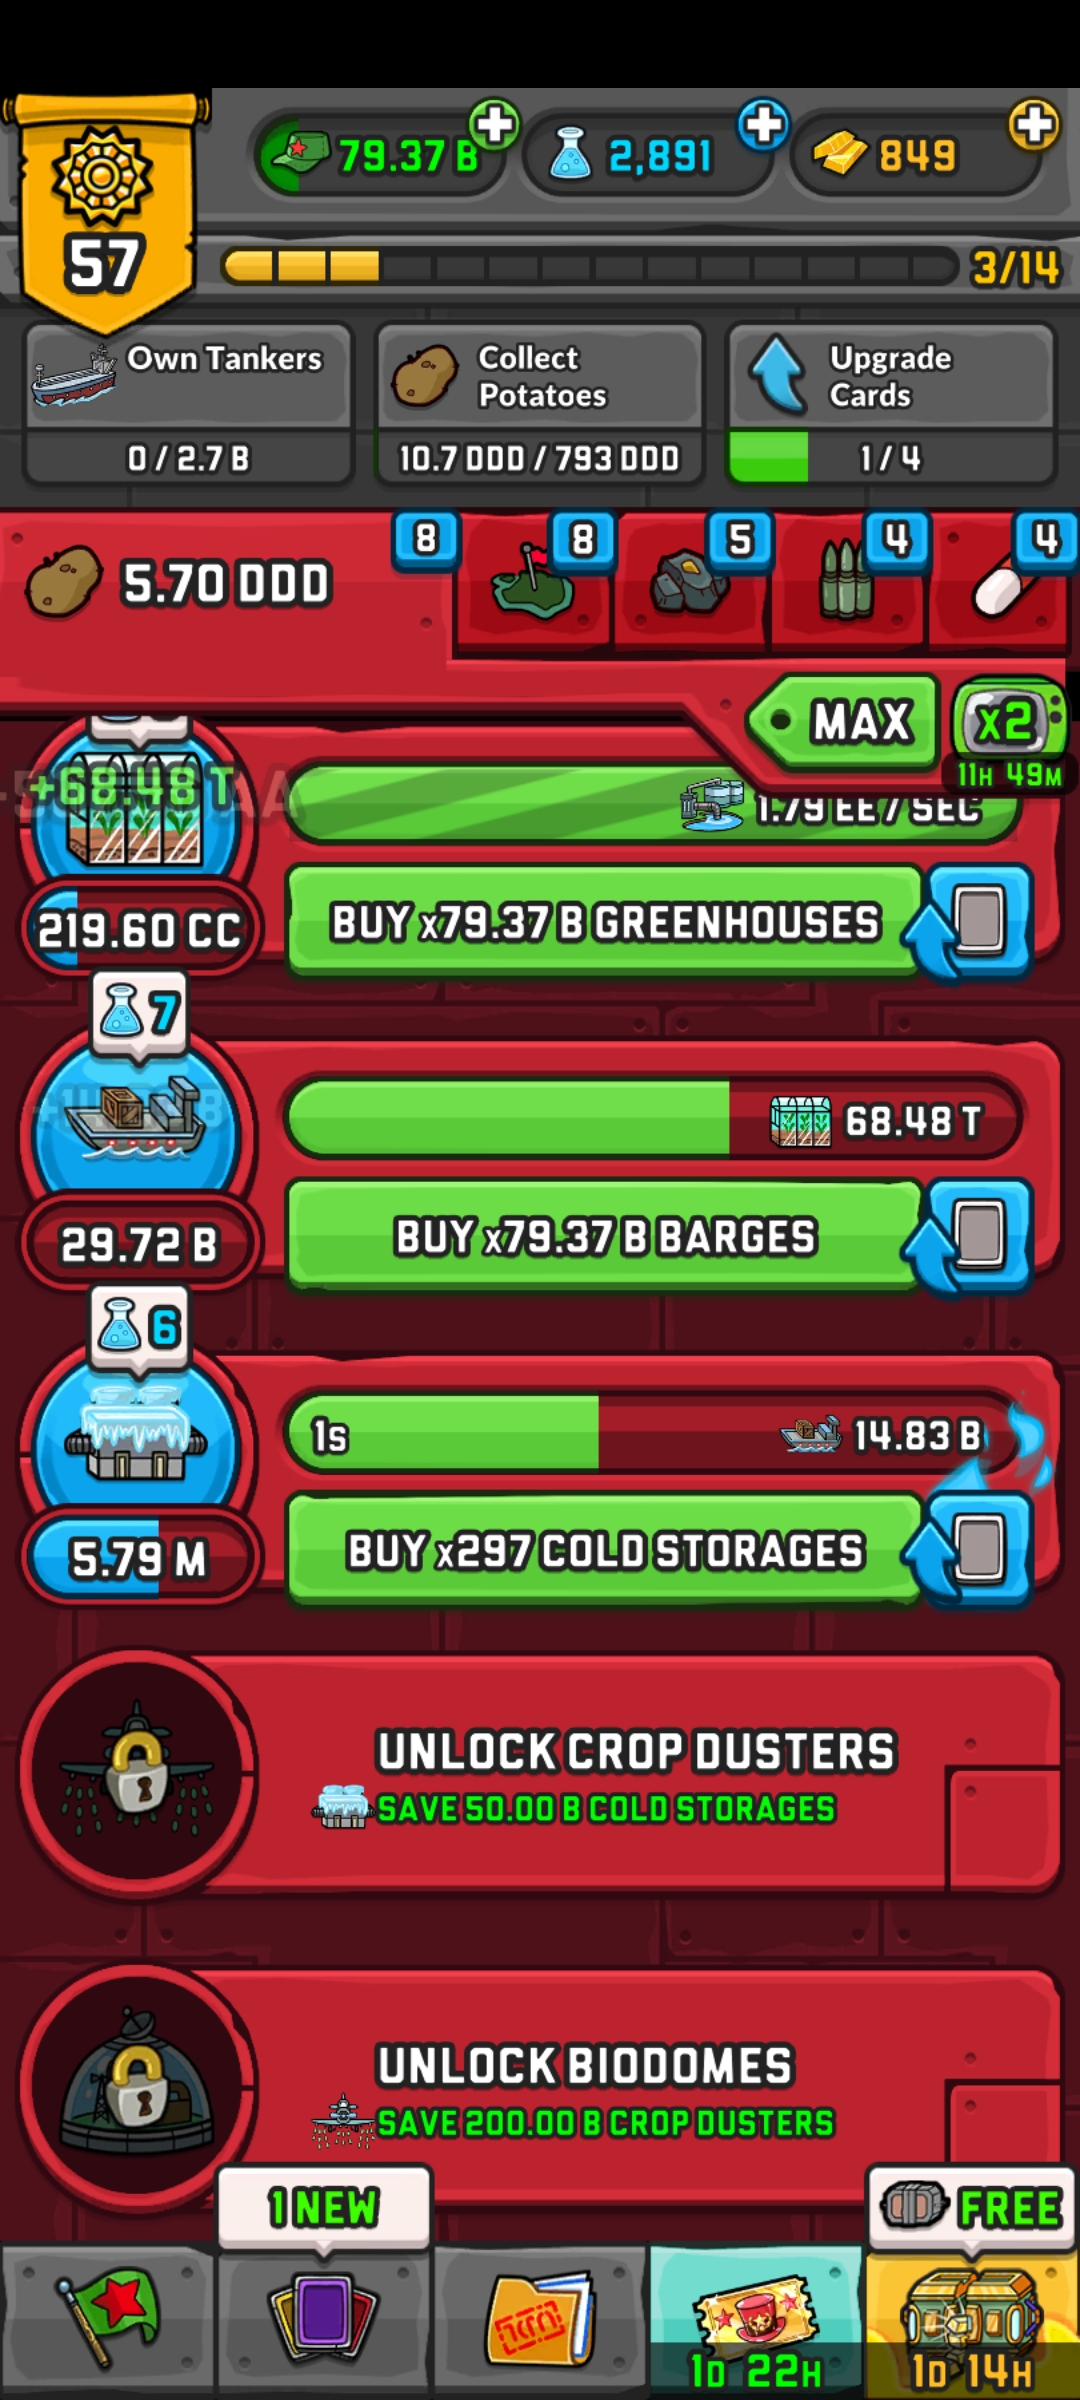 79.37 B
2,891
849
57
3/14
Own Tankers
0 / 2.7 B
Collect
Potatoes
10.7 DDD / 793 DDD
Upgrade
Cards
1 / 4
5.70 DDD
8
8
5
4
4
MAX
x2
11H 49M
+68.48 T
1.79 EE / SEC
219.60 CC
BUY x79.37 B GREENHOUSES
7
68.48 T
29.72 B
BUY x79.37 B BARGES
6
1s
14.83 B
5.79 M
BUY x297 COLD STORAGES
UNLOCK CROP DUSTERS
SAVE 50.00 B COLD STORAGES
UNLOCK BIODOMES
SAVE 200.00 B CROP DUSTERS
1 NEW
FREE
1D 22H
1D 14H